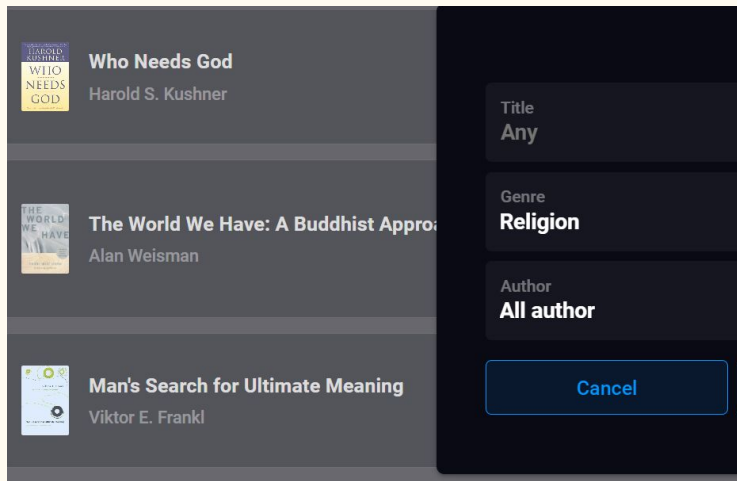 HAROLD
KUSHNER
WHO
NEEDS
GOD
Who Needs God
Harold S. Kushner
THE
WORLD
WE
HAVE
The World We Have: A Buddhist Approa
Alan Weisman
Man's Search for Ultimate Meaning
Viktor E. Frankl
Title
Any
Genre
Religion
Author
All author
Cancel